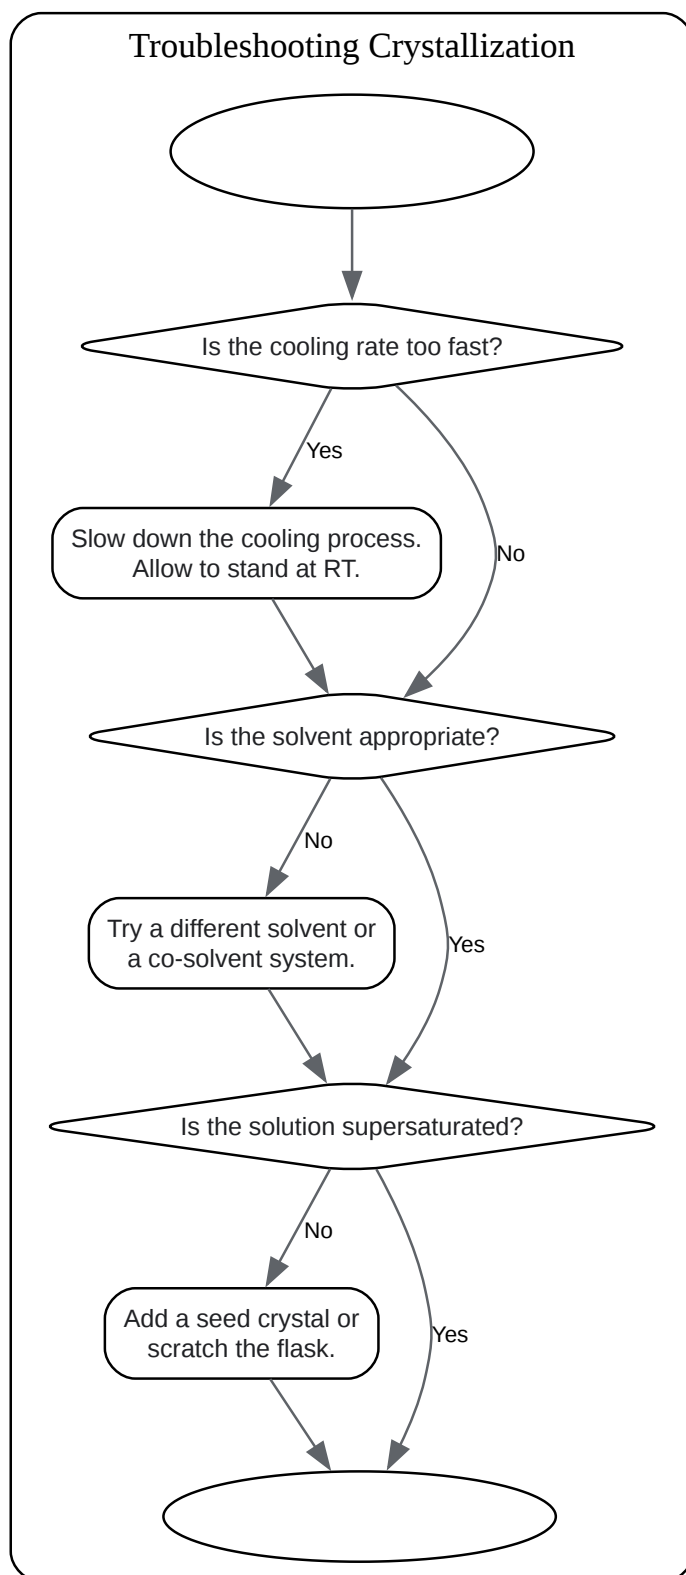 Troubleshooting Crystallization
Is the cooling rate too fast?
Yes
Slow down the cooling process.
Allow to stand at RT.
No
Is the solvent appropriate?
No
Try a different solvent or
a co-solvent system.
Yes
Is the solution supersaturated?
No
Add a seed crystal or
scratch the flask.
Yes